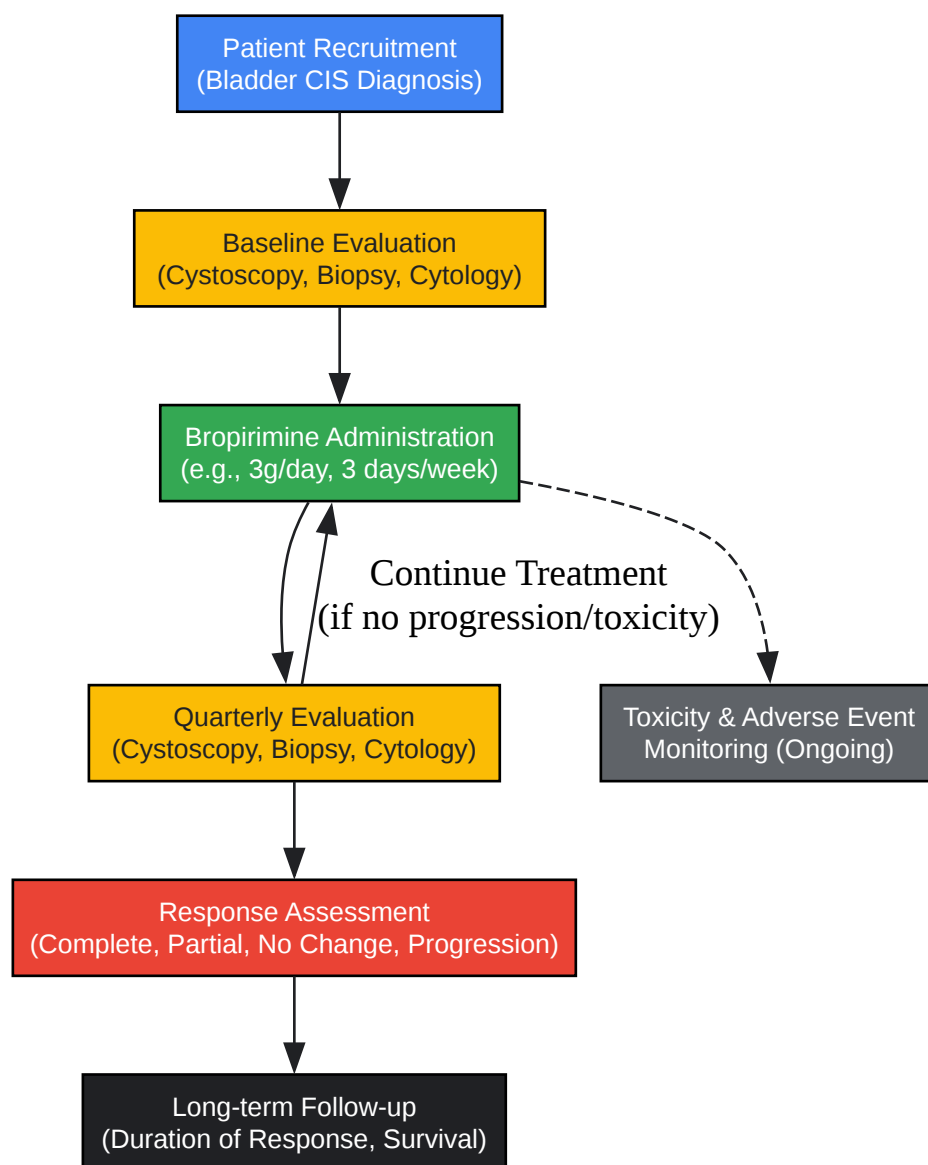 Patient Recruitment
(Bladder CIS Diagnosis)
Baseline Evaluation
(Cystoscopy, Biopsy, Cytology)
Bropirimine Administration
(e.g., 3g/day, 3 days/week)
Continue Treatment
(if no progression/toxicity)
Quarterly Evaluation
(Cystoscopy, Biopsy, Cytology)
Toxicity & Adverse Event
Monitoring (Ongoing)
Response Assessment
(Complete, Partial, No Change, Progression)
Long-term Follow-up
(Duration of Response, Survival)